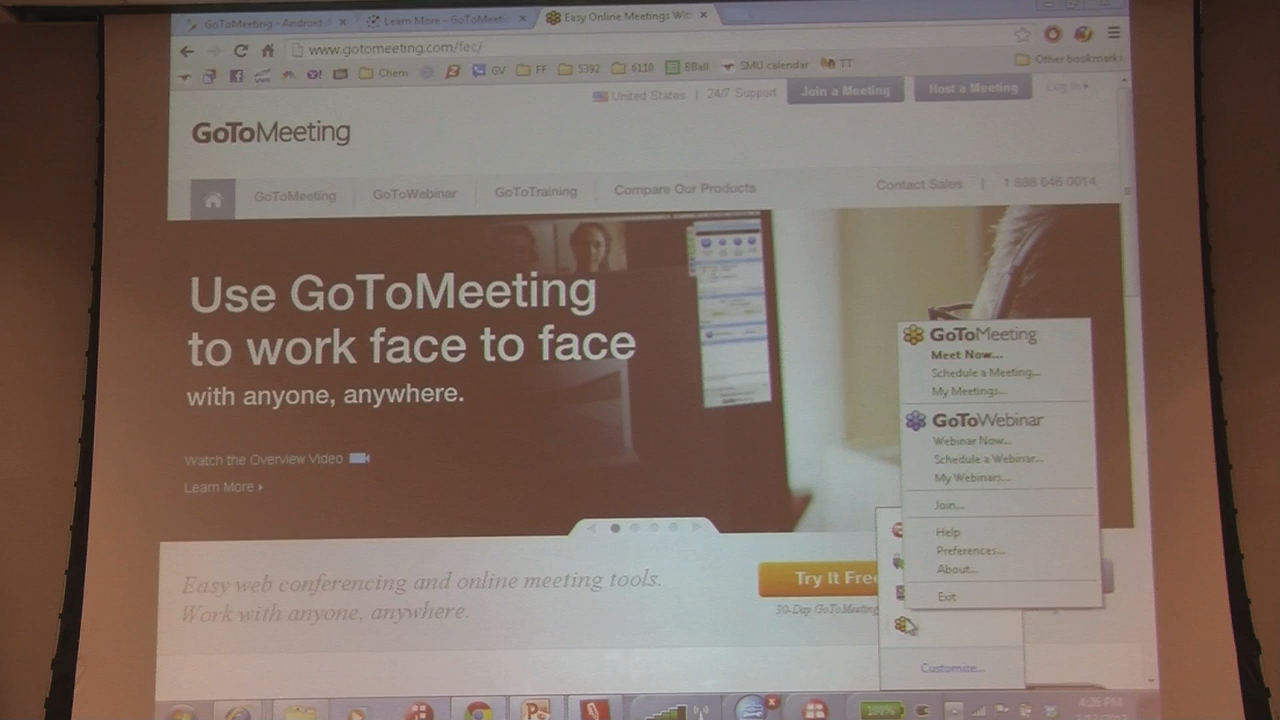 GoToMeeting - Android
Learn More - GoToMeeti
Easy Online Meetings Wit
www.gotomeeting.com/fec/
Chem
GV
FF
5392
6110
BBall
SMU calendar
TT
Other bookmarks
United States | 24/7 Support
Join a Meeting
Host a Meeting
Log In
GoToMeeting
GoToMeeting
GoToWebinar
GoToTraining
Compare Our Products
Contact Sales | 1 888 646 0014
Use GoToMeeting
to work face to face
with anyone, anywhere.
Watch the Overview Video
Learn More
Easy web conferencing and online meeting tools.
Work with anyone, anywhere.
Try It Free
30-Day GoToMeeting
GoToMeeting
Meet Now...
Schedule a Meeting...
My Meetings...
GoToWebinar
Webinar Now...
Schedule a Webinar...
My Webinars...
Join...
Help
Preferences...
About...
Exit
Customize...
100%
4:25 PM